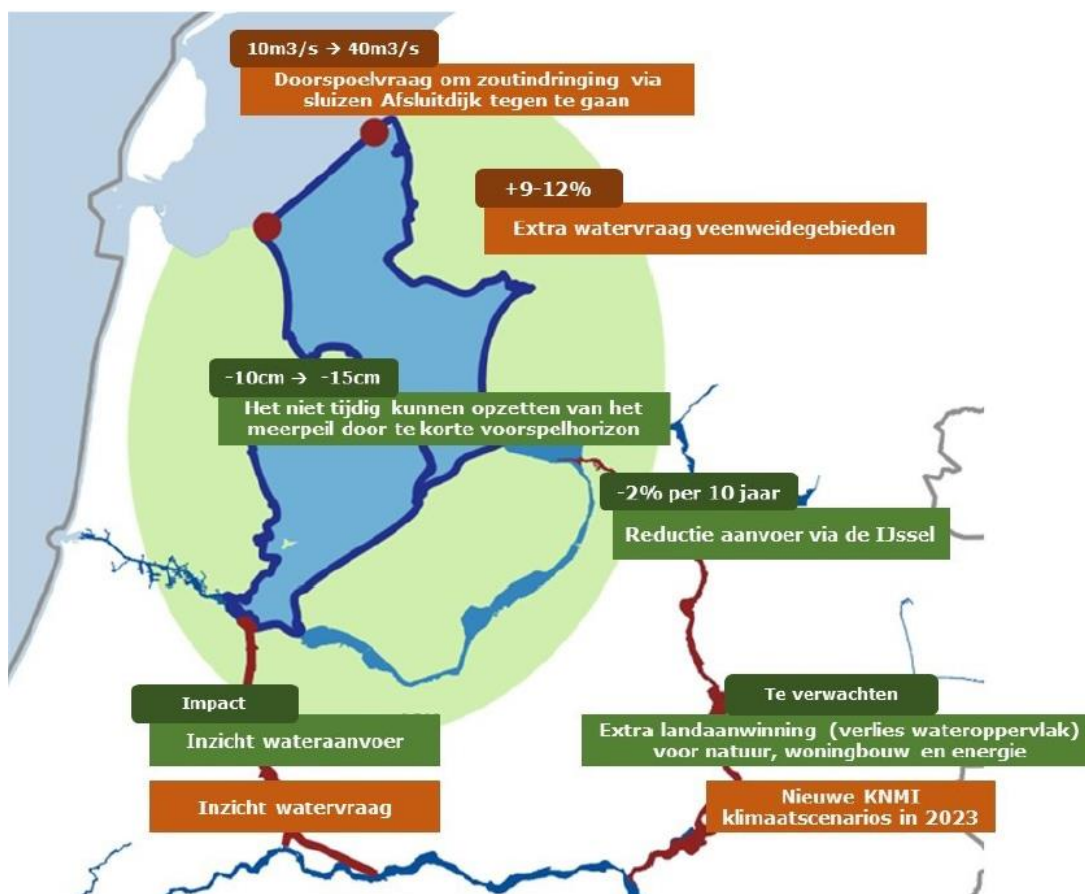 10m3/s → 40m3/s
Doorspoelvraag om zoutindringing via
sluizen Afsluitdijk tegen te gaan
+9-12%
Extra watervraag veenweidegebieden
-10cm → -15cm
Het niet tijdig kunnen opzetten van het
meerpeil door te korte voorspelhorizon
-2% per 10 jaar
Reductie aanvoer via de IJssel
Impact
Inzicht wateraanvoer
Inzicht watervraag
Te verwachten
Extra landaanwinning (verlies wateroppervlak)
voor natuur, woningbouw en energie
Nieuwe KNMI
klimaatscenarios in 2023